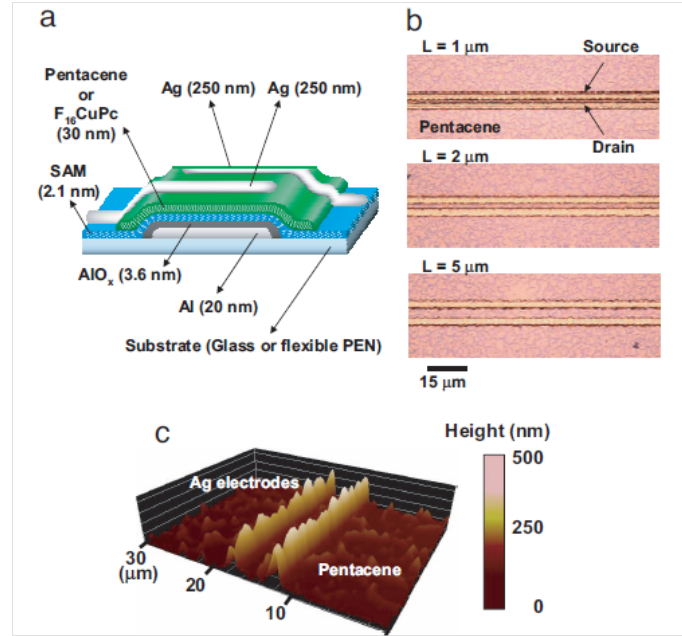 a
Pentacene
or
F₁₆CuPc
(30 nm)
Ag (250 nm)
Ag (250 nm)
SAM
(2.1 nm)
AlOₓ (3.6 nm)
Al (20 nm)
Substrate (Glass or flexible PEN)
b
L = 1 μm
Source
Pentacene
Drain
L = 2 μm
L = 5 μm
15 μm
c
Ag electrodes
Pentacene
30
(μm)
20
10
Height (nm)
500
250
0